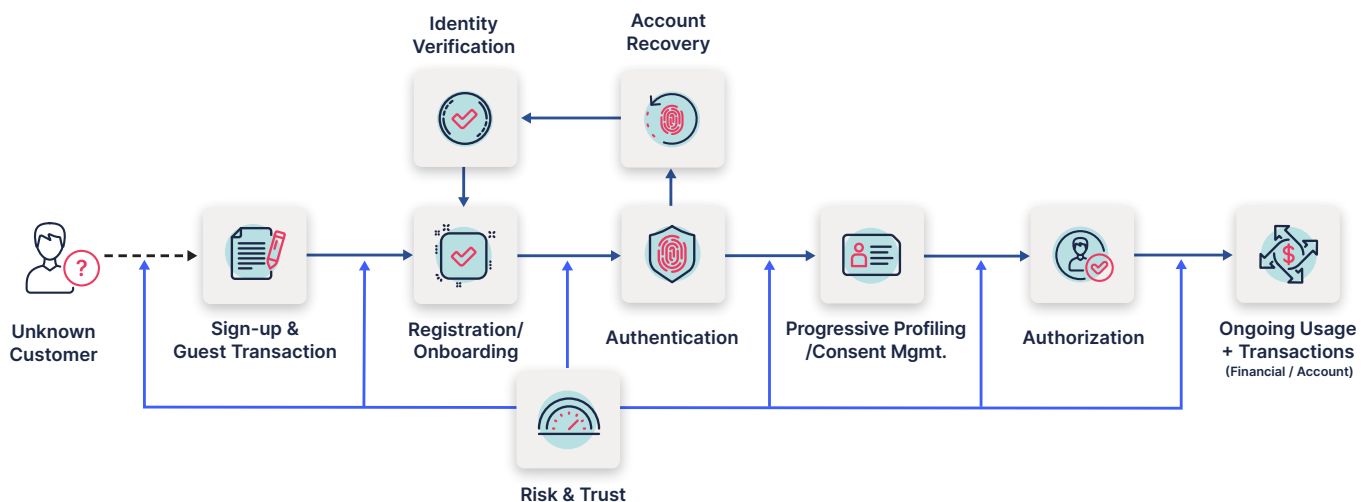 Identity
Verification
Account
Recovery
?
$
Unknown
Customer
Sign-up &
Guest Transaction
Registration/
Onboarding
Authentication
Progressive Profiling
/Consent Mgmt.
Authorization
Ongoing Usage
+ Transactions
(Financial / Account)
Risk & Trust